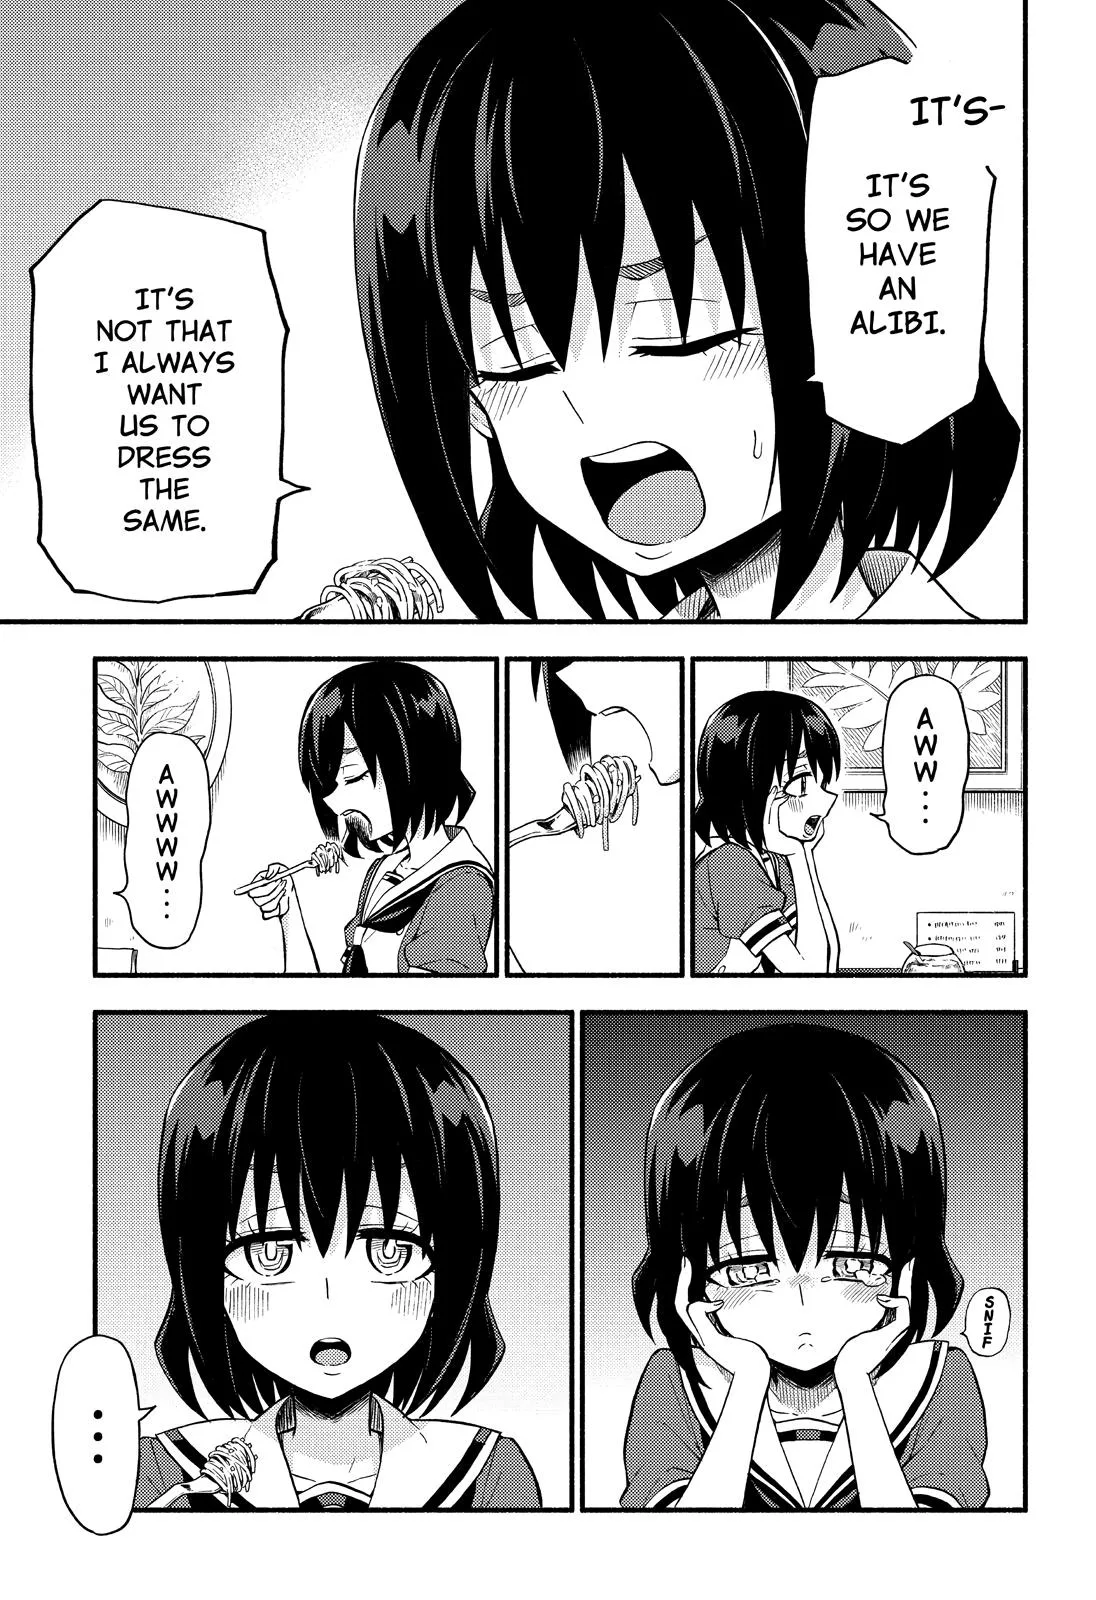 IT'S-
IT'S
SO WE
HAVE
AN
ALIBI.
IT'S
NOT THAT
I ALWAYS
WANT
US TO
DRESS
THE
SAME.
AWW...
AWWWW...
SNIF
...